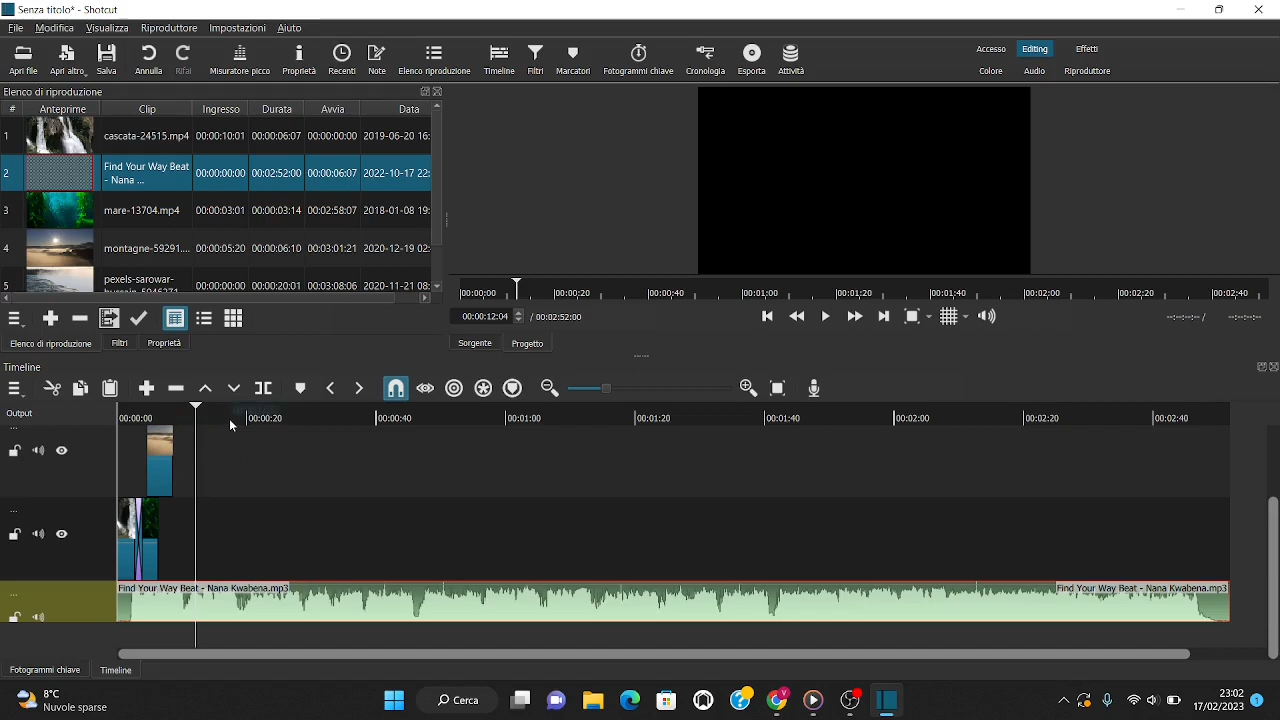 Senza titolo* - Shotcut
File Modifica Visualizza Riproduttore Impostazioni Aiuto
Apri file Apri altro Salva Annulla Rifai Misuratore picco Proprietà Recenti Note Elenco riproduzione Timeline Filtri Marcatori Fotogrammi chiave Cronologia Esporta Attività
Accesso Editing Effetti
Colore Audio Riproduttore
Elenco di riproduzione
# Anteprime Clip Ingresso Durata Avvia Data
1 cascata-24515.mp4 00:00:10:01 00:00:06:07 00:00:00:00 2019-06-20 16:
2 Find Your Way Beat - Nana ... 00:00:00:00 00:02:52:00 00:00:06:07 2022-10-17 22:
3 mare-13704.mp4 00:00:03:01 00:00:03:14 00:02:58:07 2018-01-08 19:
4 montagne-59291.... 00:00:05:20 00:00:06:10 00:03:01:21 2020-12-19 02:
5 pexels-sarowar- 00:00:00:00 00:00:20:01 00:03:08:06 2020-11-21 08:
00:00:00 00:00:20 00:00:40 00:01:00 00:01:20 00:01:40 00:02:00 00:02:20 00:02:40
00:00:12:04 / 00:02:52:00 --:--:--:-- / --:--:--:--
Elenco di riproduzione Filtri Proprietà
Sorgente Progetto
Timeline
Output 00:00:00 00:00:20 00:00:40 00:01:00 00:01:20 00:01:40 00:02:00 00:02:20 00:02:40
...
...
...
Find Your Way Beat - Nana Kwabena.mp3 Find Your Way Beat - Nana Kwabena.mp3
Fotogrammi chiave Timeline
8°C
Nuvole sparse
Cerca
23:02
17/02/2023
1